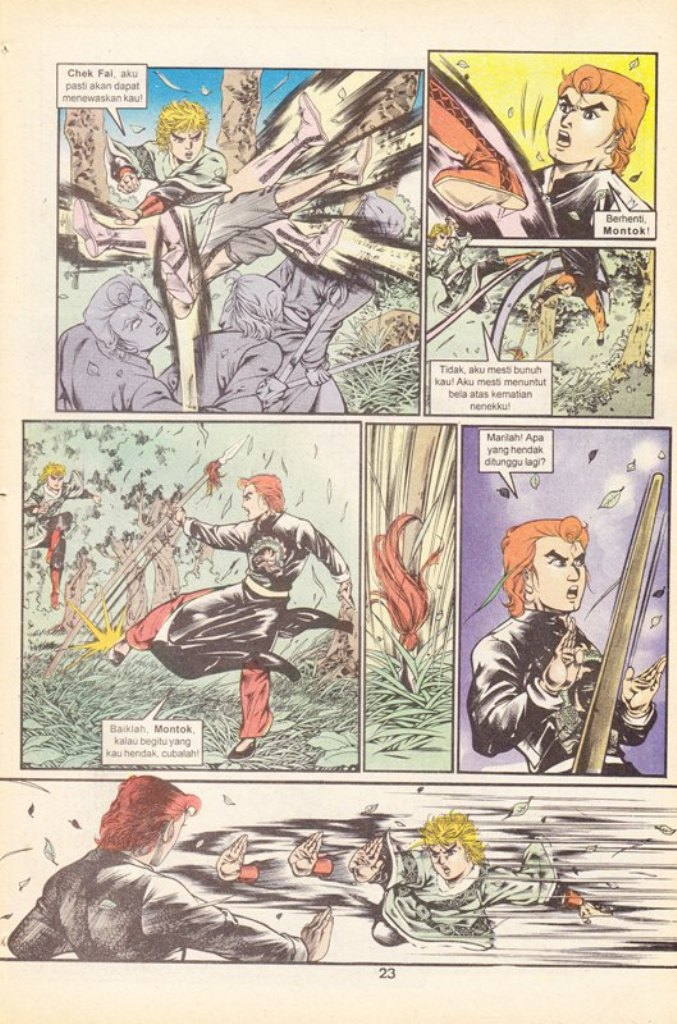 Chek Fai, aku
pasti akan dapat
menewaskan kau!
Berhenti,
Montok!
Tidak, aku mesti bunuh
kau! Aku mesti menuntut
bela atas kematian
nenekku!
Baiklah, Montok,
kalau begitu yang
kau hendak, cubalah!
Marilah! Apa
yang hendak
ditunggu lagi?
23